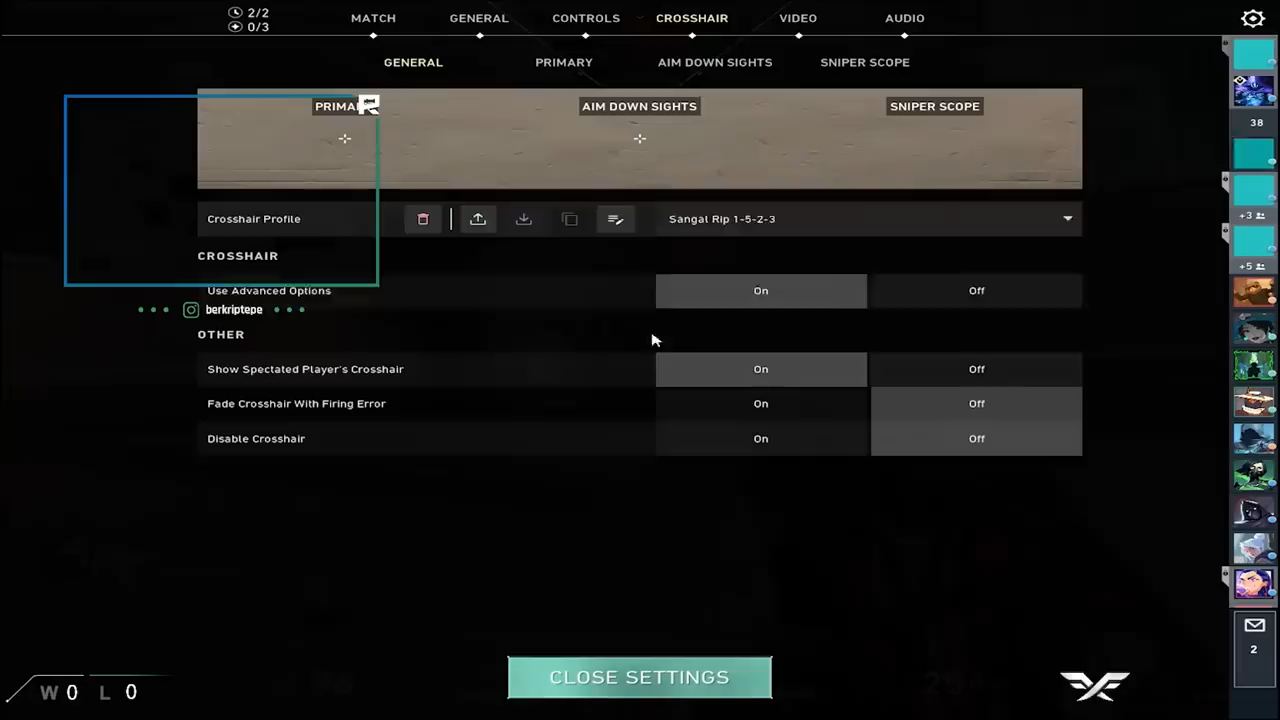 2/2
0/3
MATCH GENERAL CONTROLS CROSSHAIR VIDEO AUDIO
GENERAL PRIMARY AIM DOWN SIGHTS SNIPER SCOPE
AIM DOWN SIGHTS SNIPER SCOPE
Crosshair Profile Sangal Rip 1-5-2-3
CROSSHAIR
Use Advanced Options On Off
berkriptepe
OTHER
Show Spectated Player's Crosshair On Off
Fade Crosshair With Firing Error On Off
Disable Crosshair On Off
CLOSE SETTINGS
W 0 L 0
38
+3
+5
2